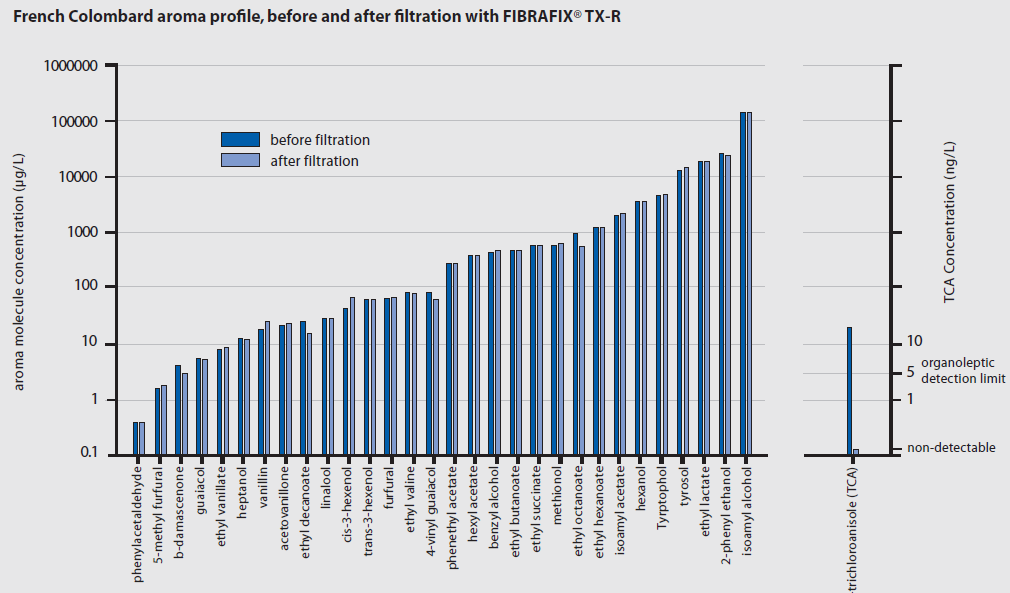 French Colombard aroma profile, before and after filtration with FIBRAFIX® TX-R
aroma molecule concentration (µg/L)
1000000
100000
10000
1000
100
10
1
0.1
before filtration
after filtration
phenylacetaldehyde
5-methyl furfural
b-damascenone
guaiacol
ethyl vanillate
heptanol
vanillin
acetovanillone
ethyl decanoate
linalool
cis-3-hexenol
trans-3-hexenol
furfural
ethyl valine
4-vinyl guaiacol
phenethyl acetate
hexyl acetate
benzyl alcohol
ethyl butanoate
ethyl succinate
methionol
ethyl octanoate
ethyl hexanoate
isoamyl acetate
hexanol
Tyrptophol
tyrosol
ethyl lactate
2-phenyl ethanol
isoamyl alcohol
TCA Concentration (ng/L)
10
5 organoleptic
detection limit
1
non-detectable
-trichloroanisole (TCA)